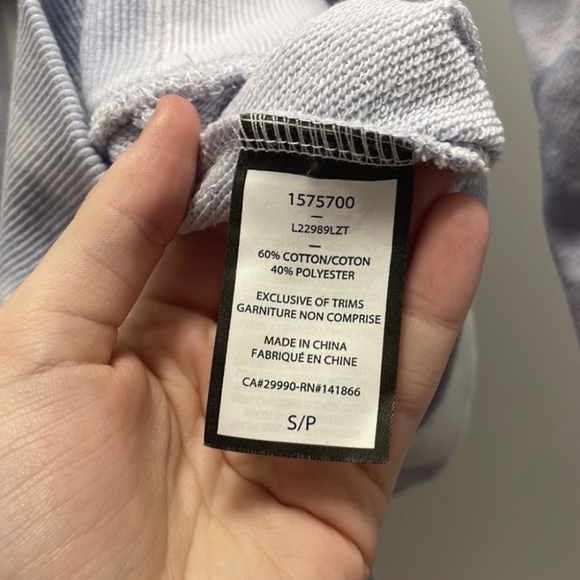 1575700
L22989LZT
60% COTTON/COTON
40% POLYESTER
EXCLUSIVE OF TRIMS
GARNITURE NON COMPRISE
MADE IN CHINA
FABRIQUÉ EN CHINE
CA#29990-RN#141866
S/P